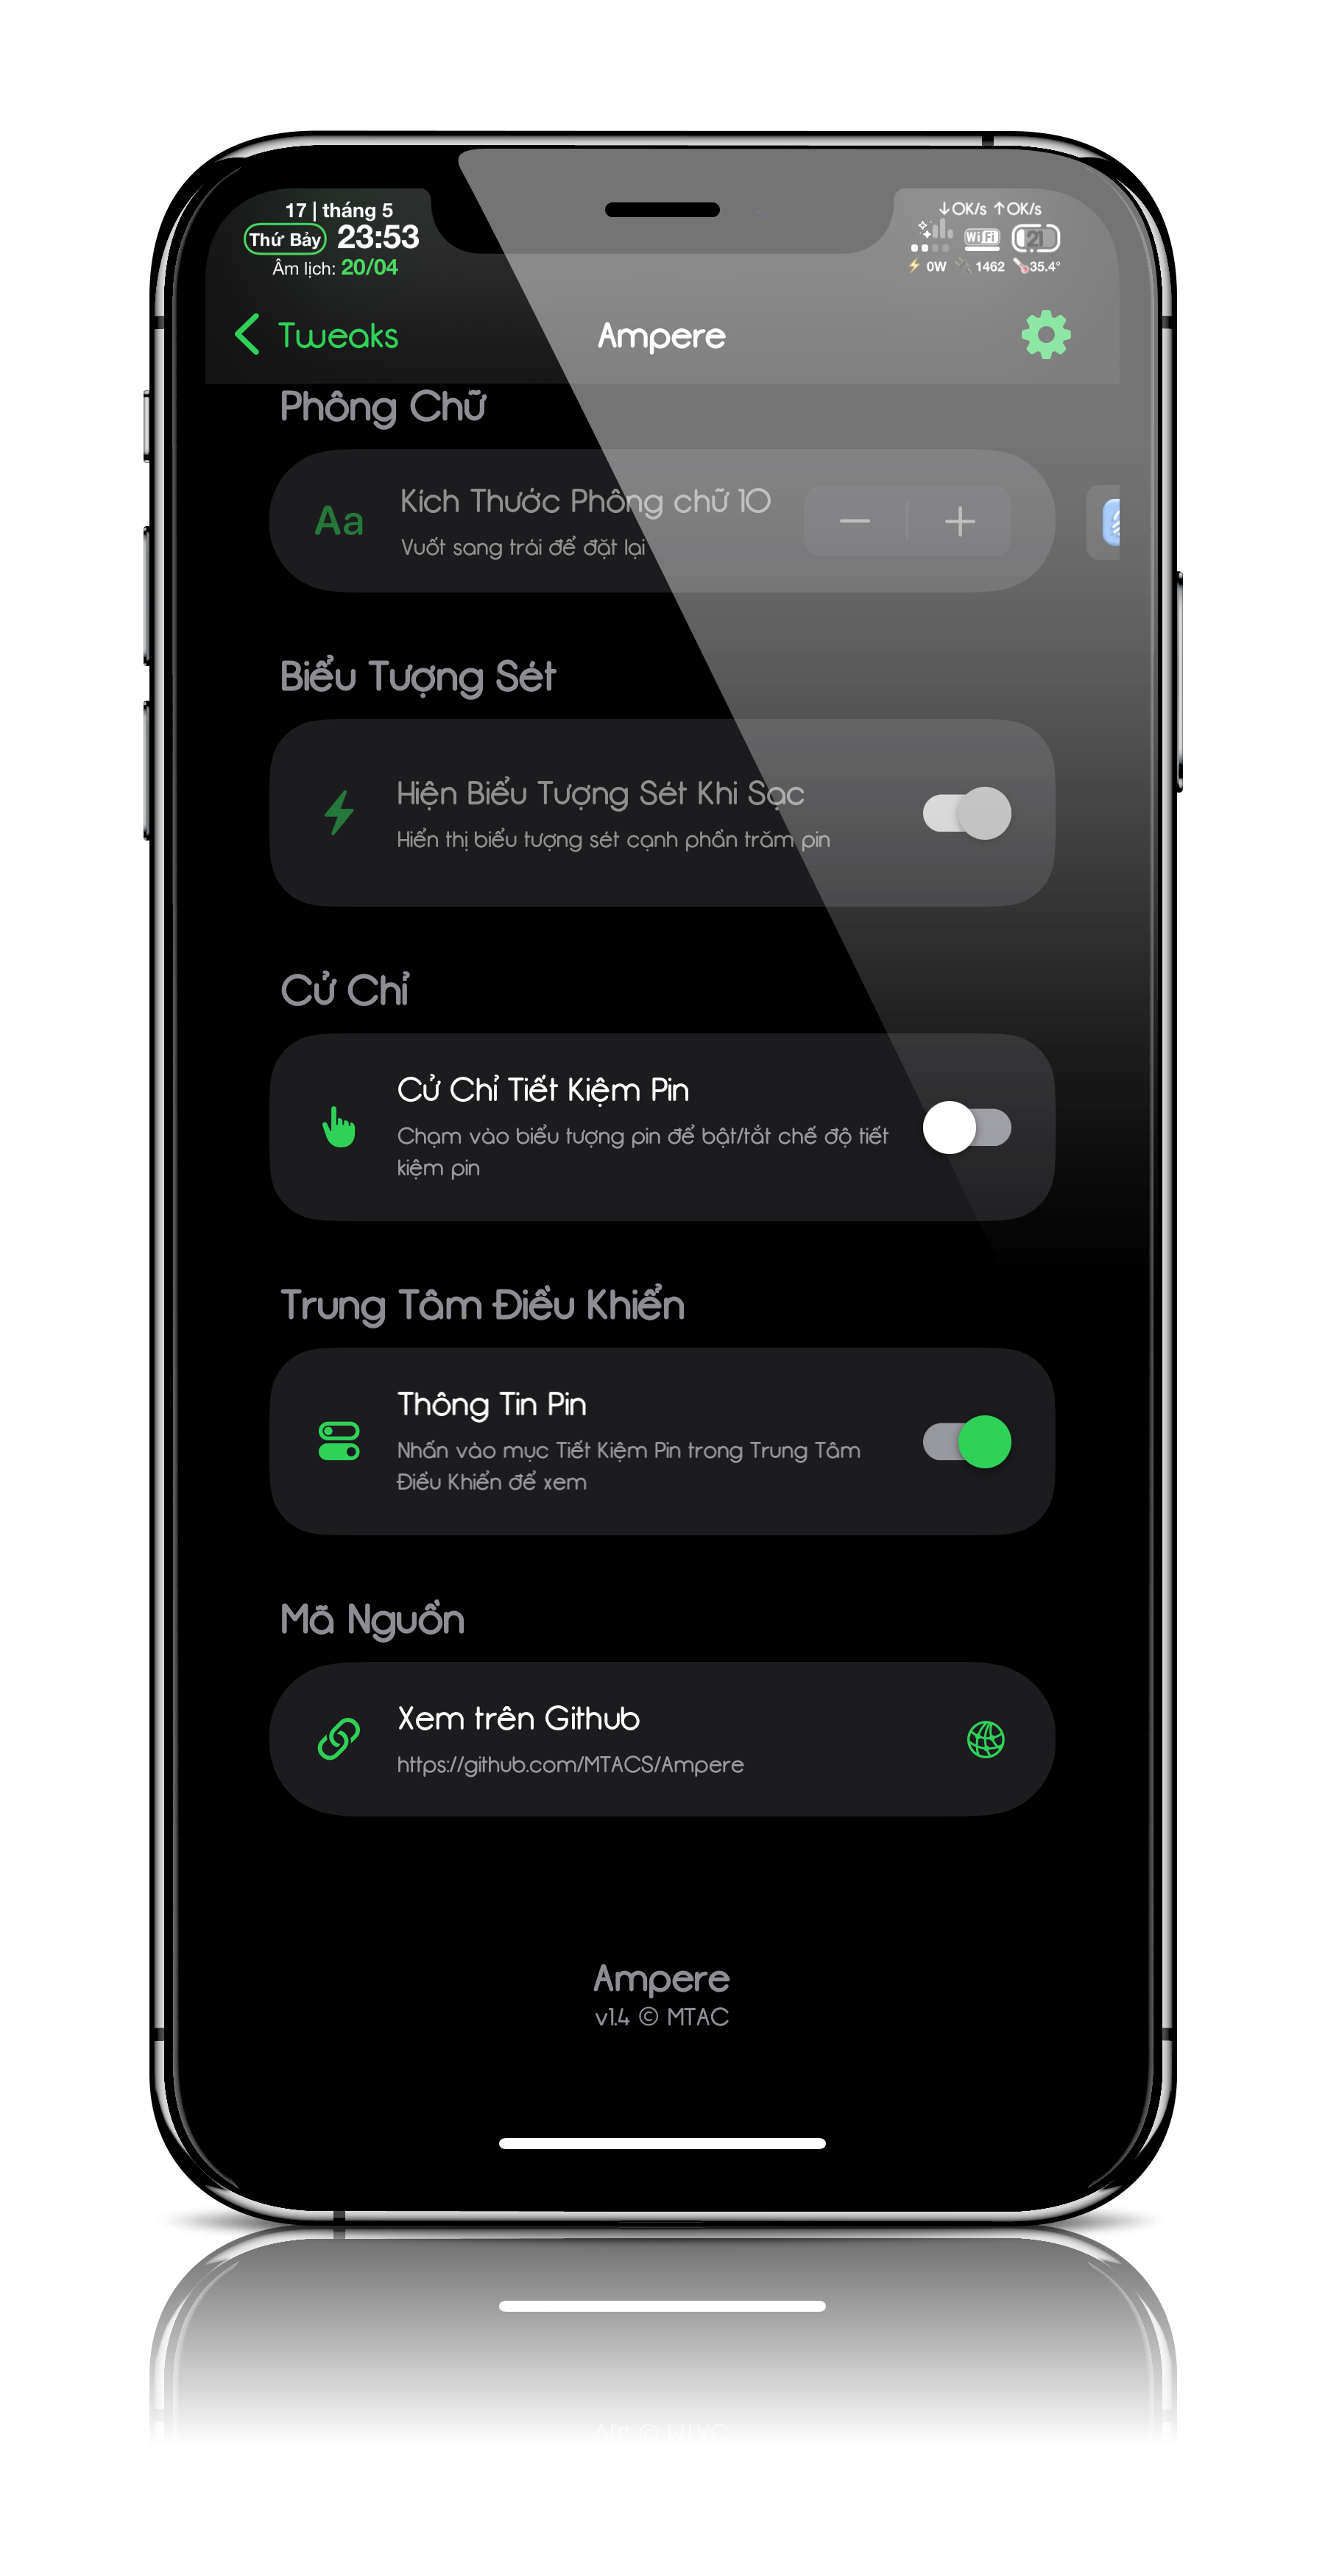 17 | tháng 5
Thứ Bảy 23:53
Âm lịch: 20/04
↓0K/s ↑0K/s
WiFi 21
0W 1462 35.4°
Tweaks
Ampere
Phông Chữ
Aa
Kích Thước Phông chữ 10
Vuốt sang trái để đặt lại
Biểu Tượng Sét
Hiện Biểu Tượng Sét Khi Sạc
Hiển thị biểu tượng sét cạnh phần trăm pin
Cử Chỉ
Cử Chỉ Tiết Kiệm Pin
Chạm vào biểu tượng pin để bật/tắt chế độ tiết
kiệm pin
Trung Tâm Điều Khiển
Thông Tin Pin
Nhấn vào mục Tiết Kiệm Pin trong Trung Tâm
Điều Khiển để xem
Mã Nguồn
Xem trên Github
https://github.com/MTACS/Ampere
Ampere
v1.4 © MTAC